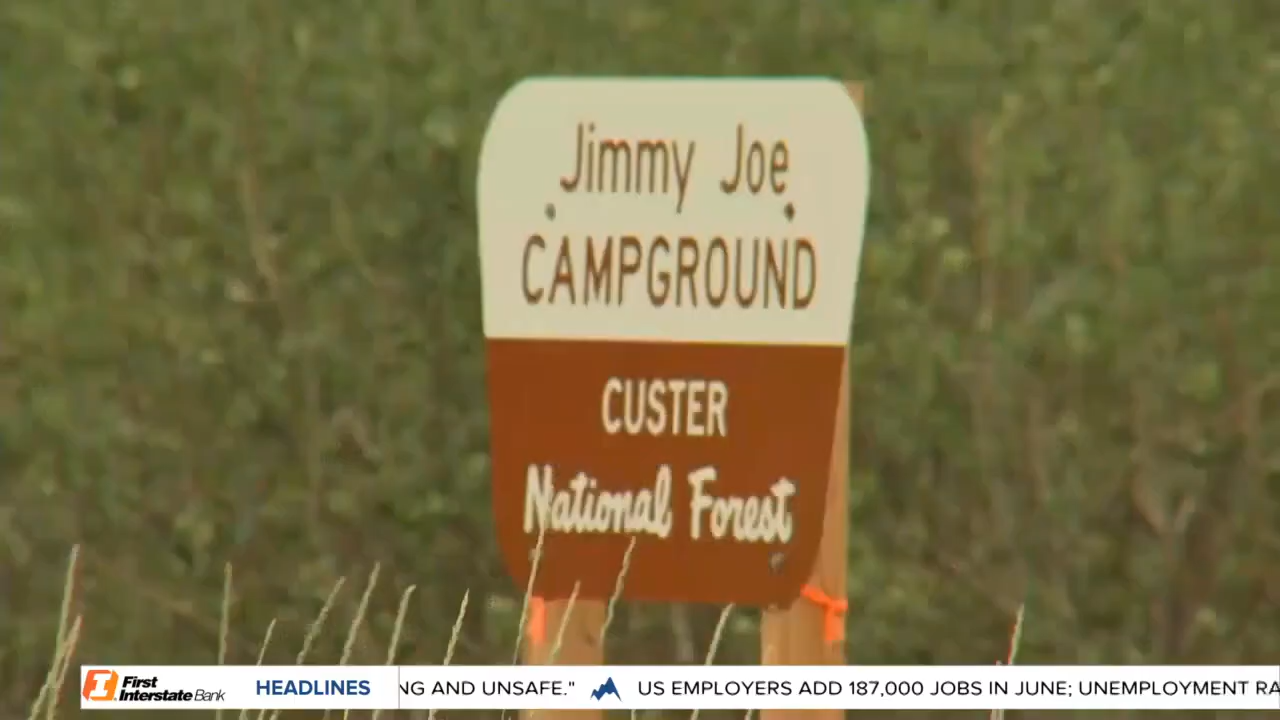 Jimmy Joe
CAMPGROUND
CUSTER
National Forest
First
Interstate Bank
HEADLINES
NG AND UNSAFE."
US EMPLOYERS ADD 187,000 JOBS IN JUNE; UNEMPLOYMENT RA